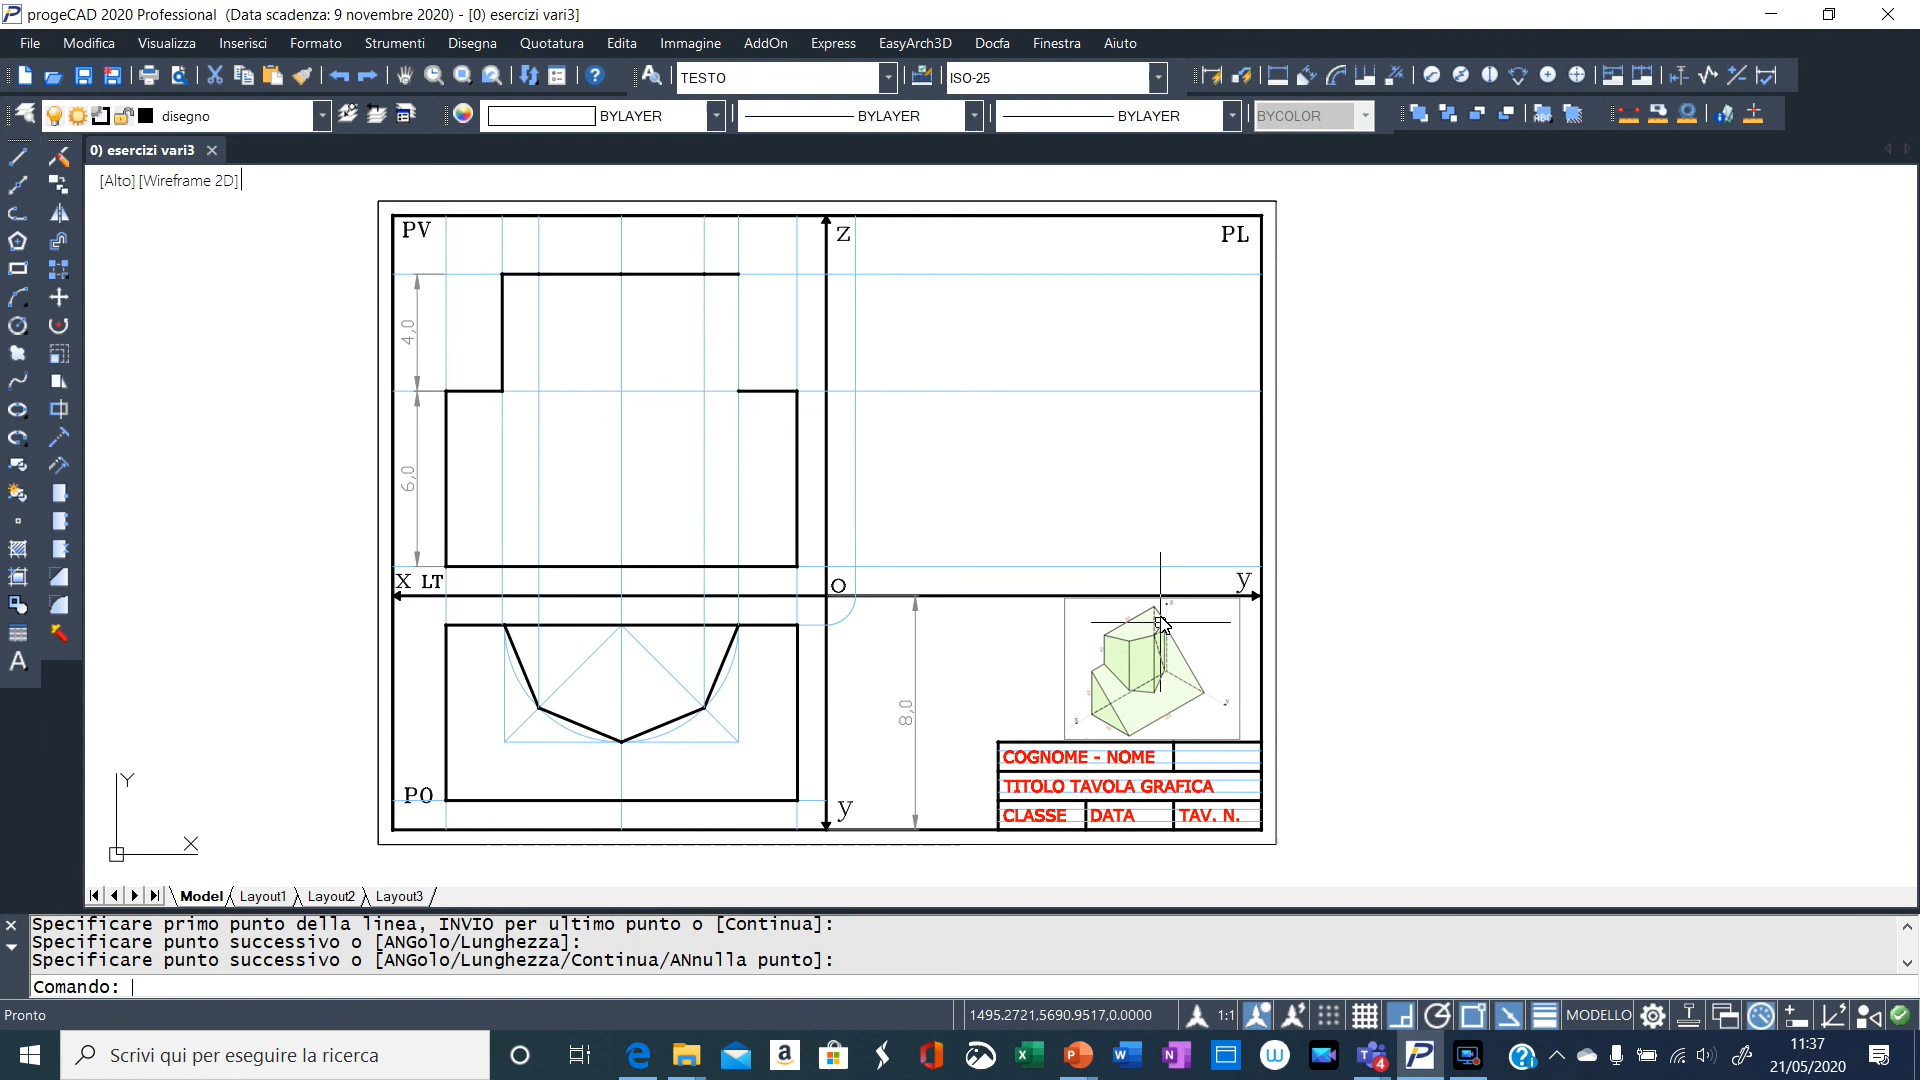 progeCAD 2020 Professional (Data scadenza: 9 novembre 2020) - [0) esercizi vari3]
File Modifica Visualizza Inserisci Formato Strumenti Disegna Quotatura Edita Immagine AddOn Express EasyArch3D Docfa Finestra Aiuto
TESTO ISO-25
disegno BYLAYER BYLAYER BYLAYER BYCOLOR
0) esercizi vari3
[Alto] [Wireframe 2D]
PV Z PL
4,0
6,0
X LT O y
8,0
COGNOME - NOME
TITOLO TAVOLA GRAFICA
PO y
CLASSE DATA TAV. N.
Y
X
Model Layout1 Layout2 Layout3
Specificare primo punto della linea, INVIO per ultimo punto o [Continua]:
Specificare punto successivo o [ANGolo/Lunghezza]:
Specificare punto successivo o [ANGolo/Lunghezza/Continua/ANnulla punto]:
Comando:
Pronto 1495.2721,5690.9517,0.0000 1:1 MODELLO
Scrivi qui per eseguire la ricerca
11:37
21/05/2020